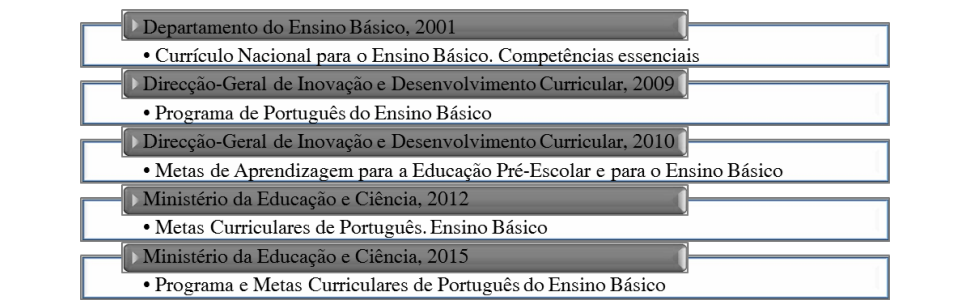 Departamento do Ensino Básico, 2001
• Currículo Nacional para o Ensino Básico. Competências essenciais
Direcção-Geral de Inovação e Desenvolvimento Curricular, 2009
• Programa de Português do Ensino Básico
Direcção-Geral de Inovação e Desenvolvimento Curricular, 2010
• Metas de Aprendizagem para a Educação Pré-Escolar e para o Ensino Básico
Ministério da Educação e Ciência, 2012
• Metas Curriculares de Português. Ensino Básico
Ministério da Educação e Ciência, 2015
• Programa e Metas Curriculares de Português do Ensino Básico